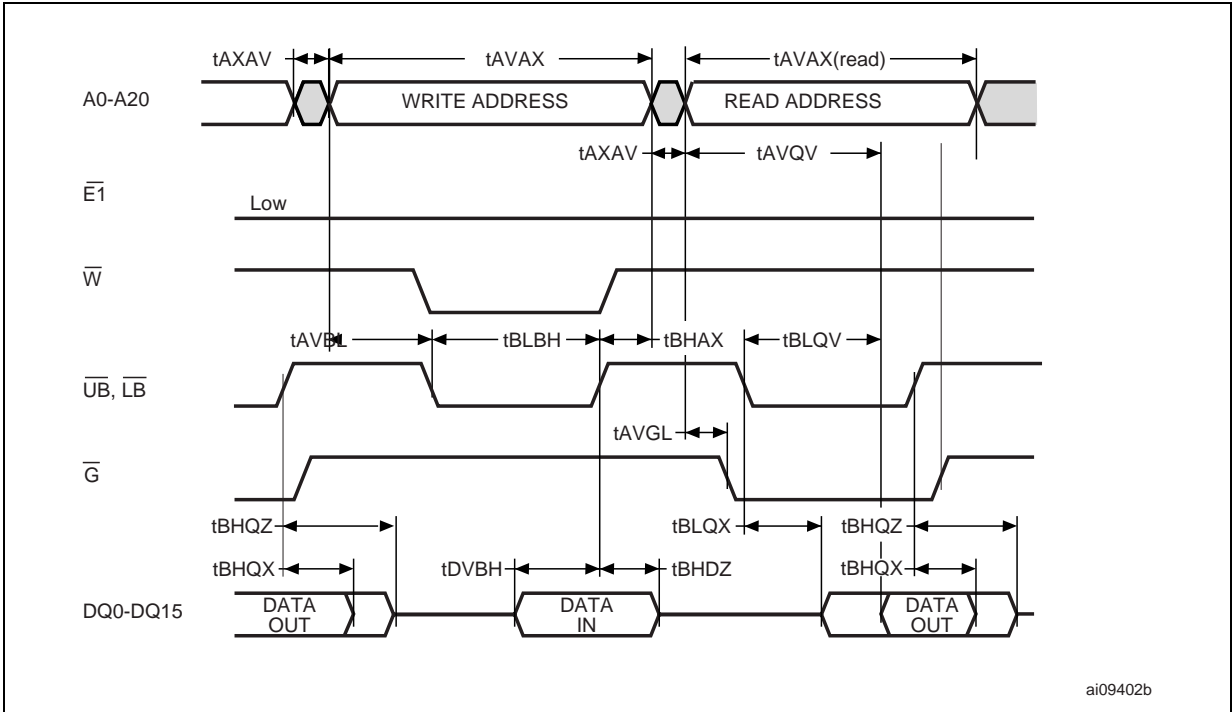 tAXAV tAVAX tAVAX(read)
A0-A20 WRITE ADDRESS READ ADDRESS
tAXAV tAVQV
E1
Low
W
tAVBL tBLBH tBHAX tBLQV
UB, LB
tAVGL
G
tBHQZ tBLQX tBHQZ
tBHQX tDVBH tBHDZ tBHQX
DQ0-DQ15 DATA OUT DATA IN DATA OUT
ai09402b